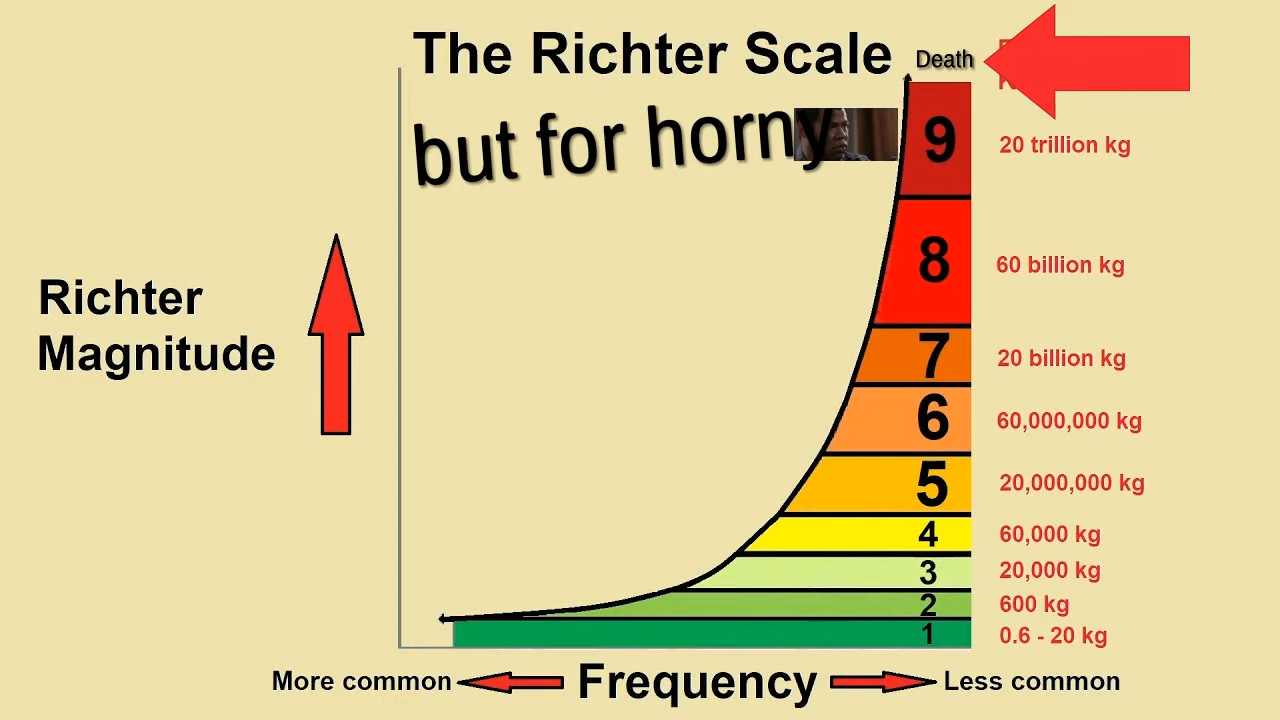 The Richter Scale
Death
but for horny
9
20 trillion kg
8
60 billion kg
Richter
Magnitude
7
20 billion kg
6
60,000,000 kg
5
20,000,000 kg
4
60,000 kg
3
20,000 kg
2
600 kg
1
0.6 - 20 kg
More common
Frequency
Less common